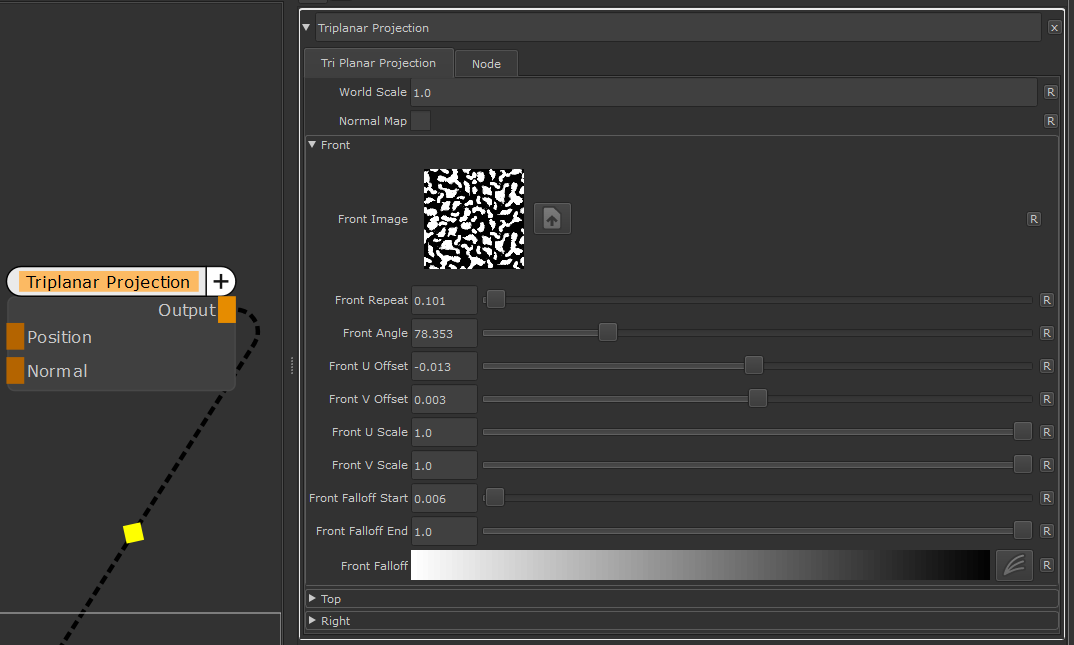 Triplanar Projection
x
Tri Planar Projection
Node
World Scale 1.0 R
Normal Map R
Front
Front Image R
Front Repeat 0.101 R
Front Angle 78.353 R
Front U Offset -0.013 R
Front V Offset 0.003 R
Front U Scale 1.0 R
Front V Scale 1.0 R
Front Falloff Start 0.006 R
Front Falloff End 1.0 R
Front Falloff R
Top
Right
Triplanar Projection +
Output
Position
Normal